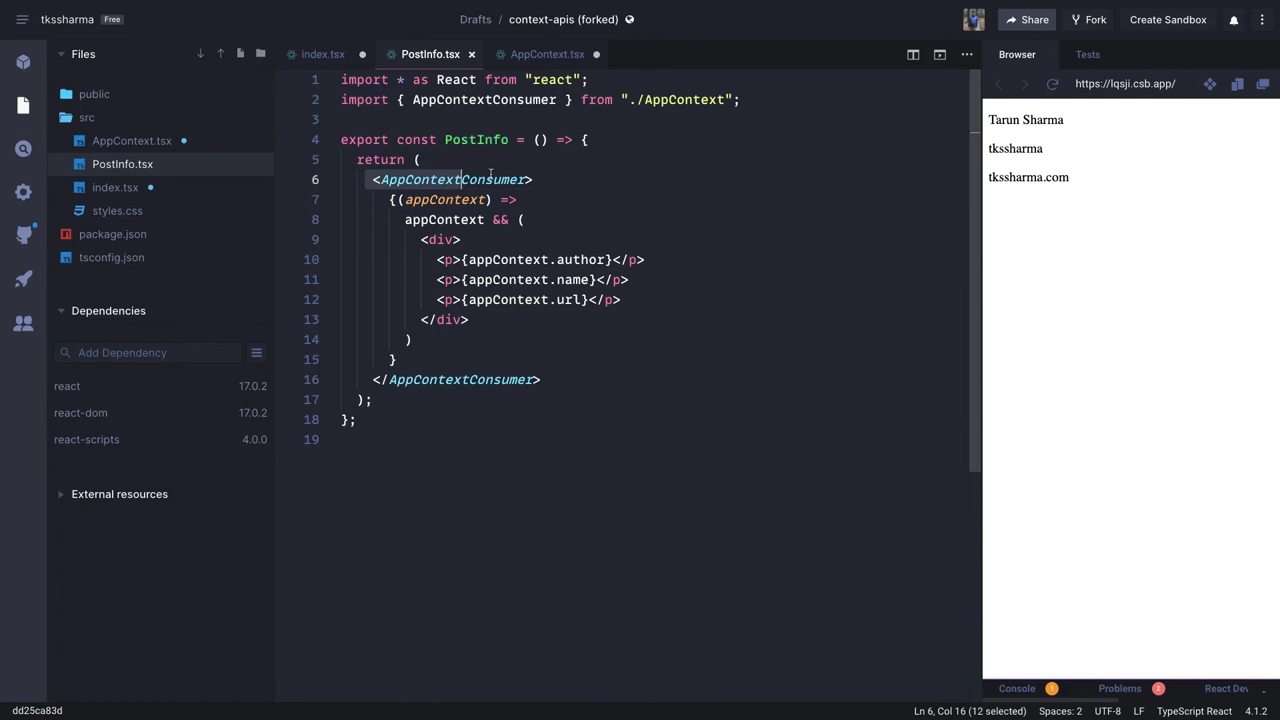 tkssharma Free
Drafts / context-apis (forked)
Share
Fork
Create Sandbox
Files
index.tsx
PostInfo.tsx
AppContext.tsx
Browser
Tests
https://lqsji.csb.app/
public
src
AppContext.tsx
PostInfo.tsx
index.tsx
styles.css
package.json
tsconfig.json
Dependencies
Add Dependency
react 17.0.2
react-dom 17.0.2
react-scripts 4.0.0
External resources
1 import * as React from "react";
2 import { AppContextConsumer } from "./AppContext";
3
4 export const PostInfo = () => {
5 return (
6 <AppContextConsumer>
7 {(appContext) =>
8 appContext && (
9 <div>
10 <p>{appContext.author}</p>
11 <p>{appContext.name}</p>
12 <p>{appContext.url}</p>
13 </div>
14 )
15 }
16 </AppContextConsumer>
17 );
18 };
19
Tarun Sharma
tkssharma
tkssharma.com
Console 1
Problems 2
React Dev
dd25ca83d
Ln 6, Col 16 (12 selected) Spaces: 2 UTF-8 LF TypeScript React 4.1.2